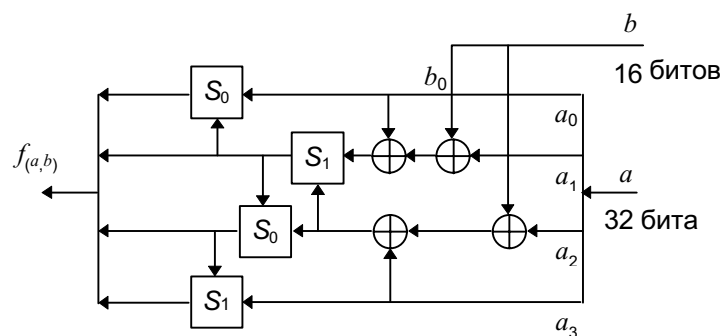 b
b₀
16 битов
S₀
a₀
f(a,b)
S₁
a₁
a
32 бита
S₀
a₂
S₁
a₃